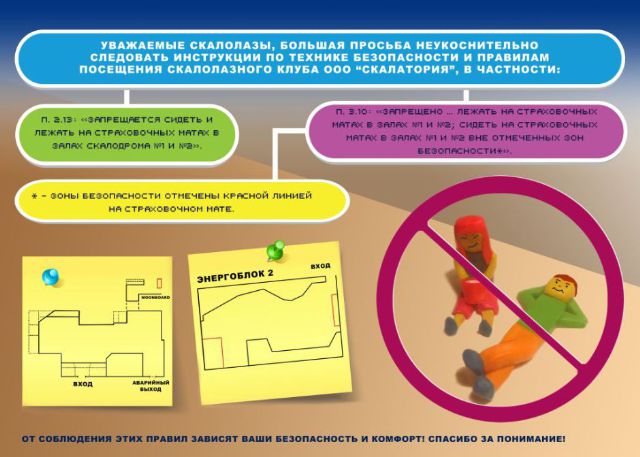 УВАЖАЕМЫЕ СКАЛОЛАЗЫ, БОЛЬШАЯ ПРОСЬБА НЕУКОСНИТЕЛЬНО
СЛЕДОВАТЬ ИНСТРУКЦИИ ПО ТЕХНИКЕ БЕЗОПАСНОСТИ И ПРАВИЛАМ
ПОСЕЩЕНИЯ СКАЛОЛАЗНОГО КЛУБА ООО “СКАЛАТОРИЯ”, В ЧАСТНОСТИ:
П. 2.13: «ЗАПРЕЩАЕТСЯ СИДЕТЬ И
ЛЕЖАТЬ НА СТРАХОВОЧНЫХ МАТАХ В
ЗАЛАХ СКАЛОДРОМА №1 И №2».
П. 3.10: «ЗАПРЕЩЕНО ... ЛЕЖАТЬ НА СТРАХОВОЧНЫХ
МАТАХ В ЗАЛАХ №1 И №2; СИДЕТЬ НА СТРАХОВОЧНЫХ
МАТАХ В ЗАЛАХ №1 И №2 ВНЕ ОТМЕЧЕННЫХ ЗОН
БЕЗОПАСНОСТИ*».
* - ЗОНЫ БЕЗОПАСНОСТИ ОТМЕЧЕНЫ КРАСНОЙ ЛИНИЕЙ
НА СТРАХОВОЧНОМ МАТЕ.
MOONBOARD
ВХОД
АВАРИЙНЫЙ
ВЫХОД
ЭНЕРГОБЛОК 2
ВХОД
ОТ СОБЛЮДЕНИЯ ЭТИХ ПРАВИЛ ЗАВИСЯТ ВАШИ БЕЗОПАСНОСТЬ И КОМФОРТ! СПАСИБО ЗА ПОНИМАНИЕ!